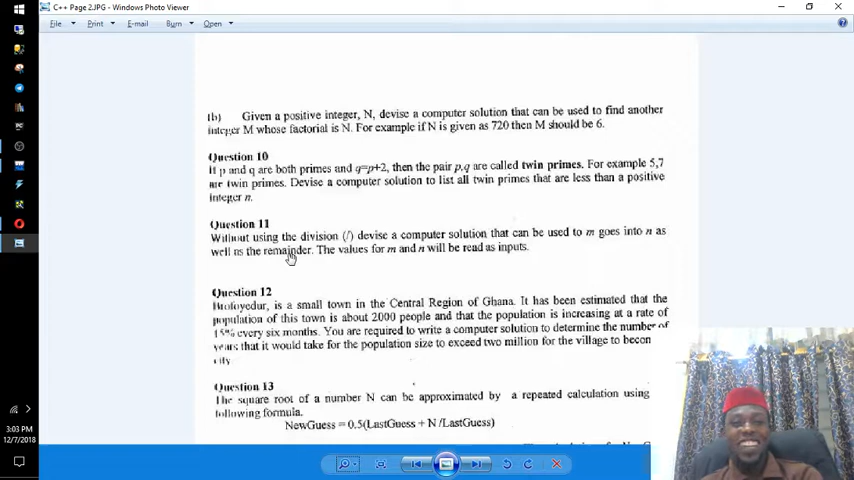 C++ Page 2.JPG - Windows Photo Viewer
File Print E-mail Burn Open
(b) Given a positive integer, N, devise a computer solution that can be used to find another
integer M whose factorial is N. For example if N is given as 720 then M should be 6.
Question 10
If p and q are both primes and q=p+2, then the pair p,q are called twin primes. For example 5,7
are twin primes. Devise a computer solution to list all twin primes that are less than a positive
integer n.
Question 11
Without using the division (/) devise a computer solution that can be used to m goes into n as
well as the remainder. The values for m and n will be read as inputs.
Question 12
is a small town in the Central Region of Ghana. It has been estimated that the
population of this town is about 2000 people and that the population is increasing at a rate of
15% every six months. You are required to write a computer solution to determine the number of
years that it would take for the population size to exceed two million for the village to becon
city
Question 13
The square root of a number N can be approximated by a repeated calculation using
following formula.
NewGuess = 0.5(LastGuess + N /LastGuess)
3:03 PM
12/7/2018